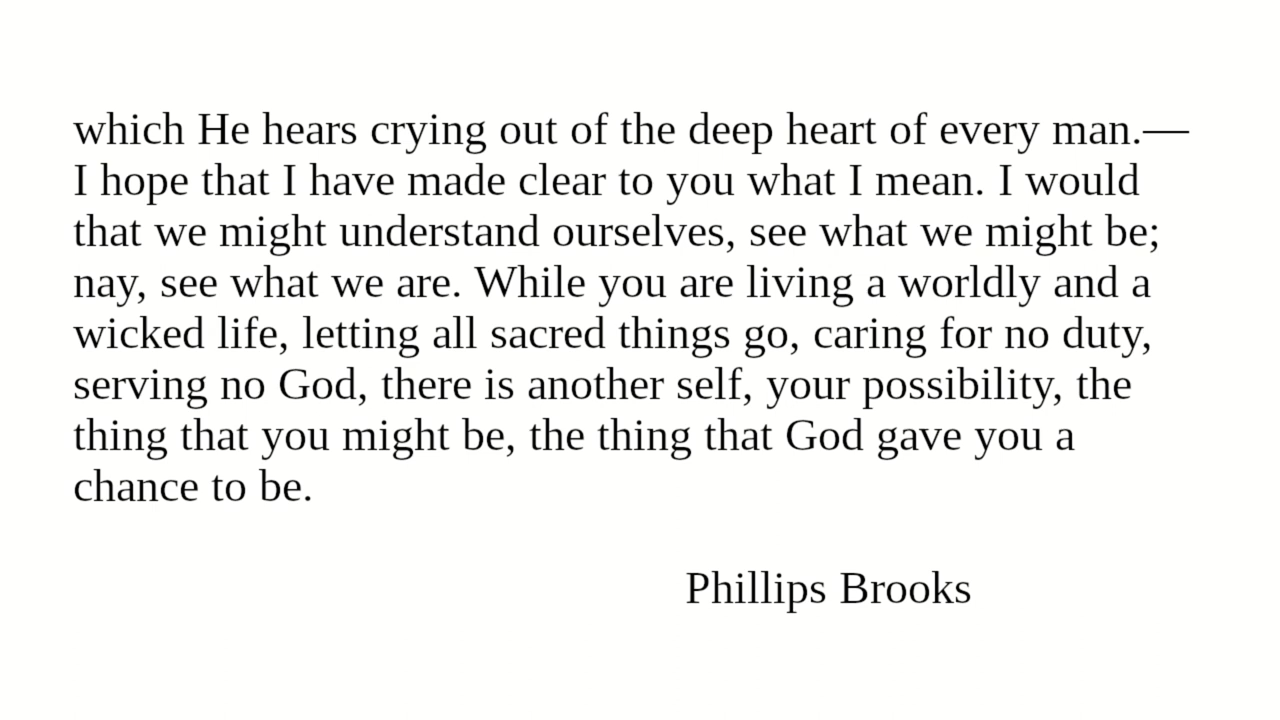 which He hears crying out of the deep heart of every man.—
I hope that I have made clear to you what I mean. I would
that we might understand ourselves, see what we might be;
nay, see what we are. While you are living a worldly and a
wicked life, letting all sacred things go, caring for no duty,
serving no God, there is another self, your possibility, the
thing that you might be, the thing that God gave you a
chance to be.
Phillips Brooks